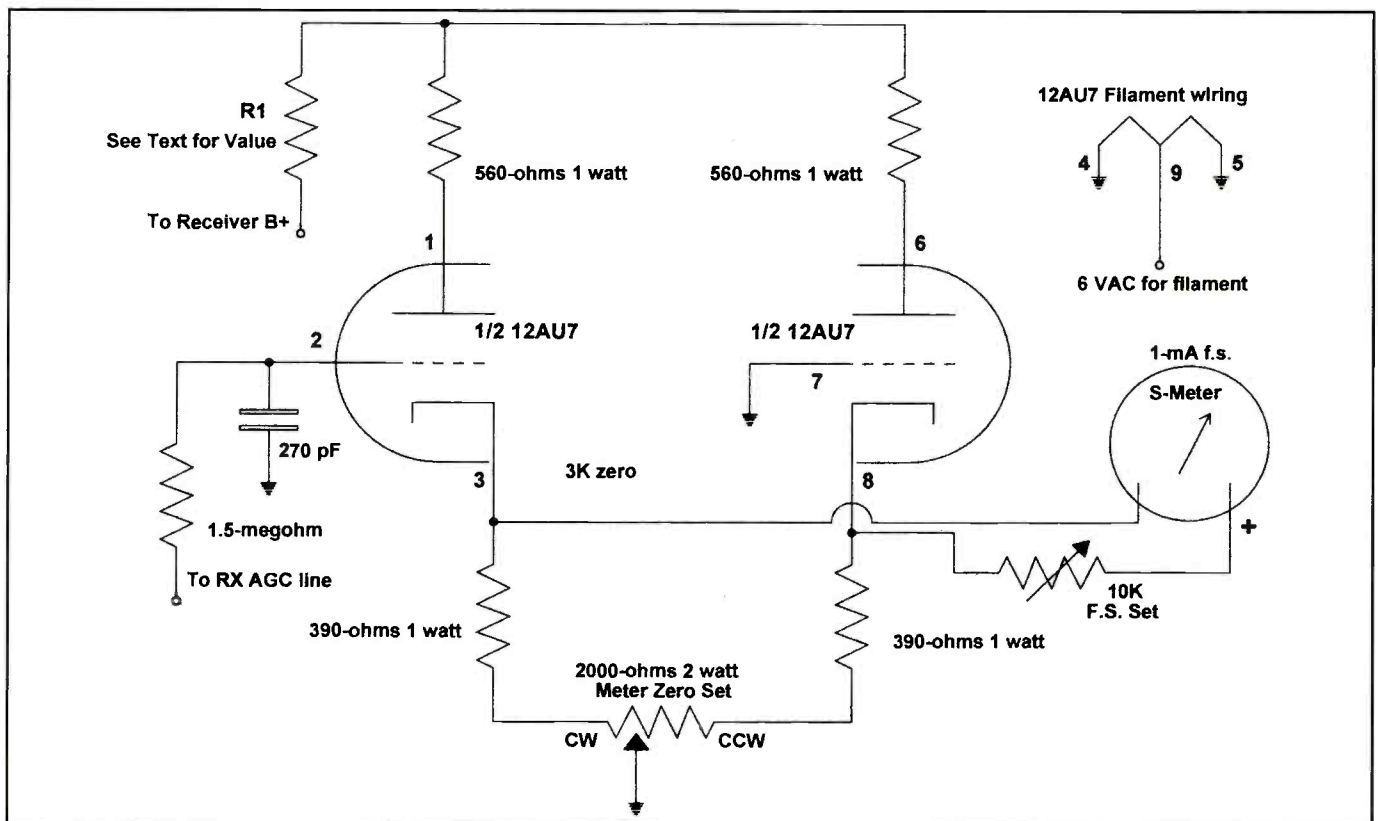 R1
See Text for Value
To Receiver B+
560-ohms 1 watt
560-ohms 1 watt
12AU7 Filament wiring
4
9
5
6 VAC for filament
1
6
2
1/2 12AU7
1/2 12AU7
7
270 pF
3
3K zero
8
1.5-megohm
To RX AGC line
1-mA f.s.
S-Meter
+
10K
F.S. Set
390-ohms 1 watt
390-ohms 1 watt
2000-ohms 2 watt
Meter Zero Set
CW
CCW